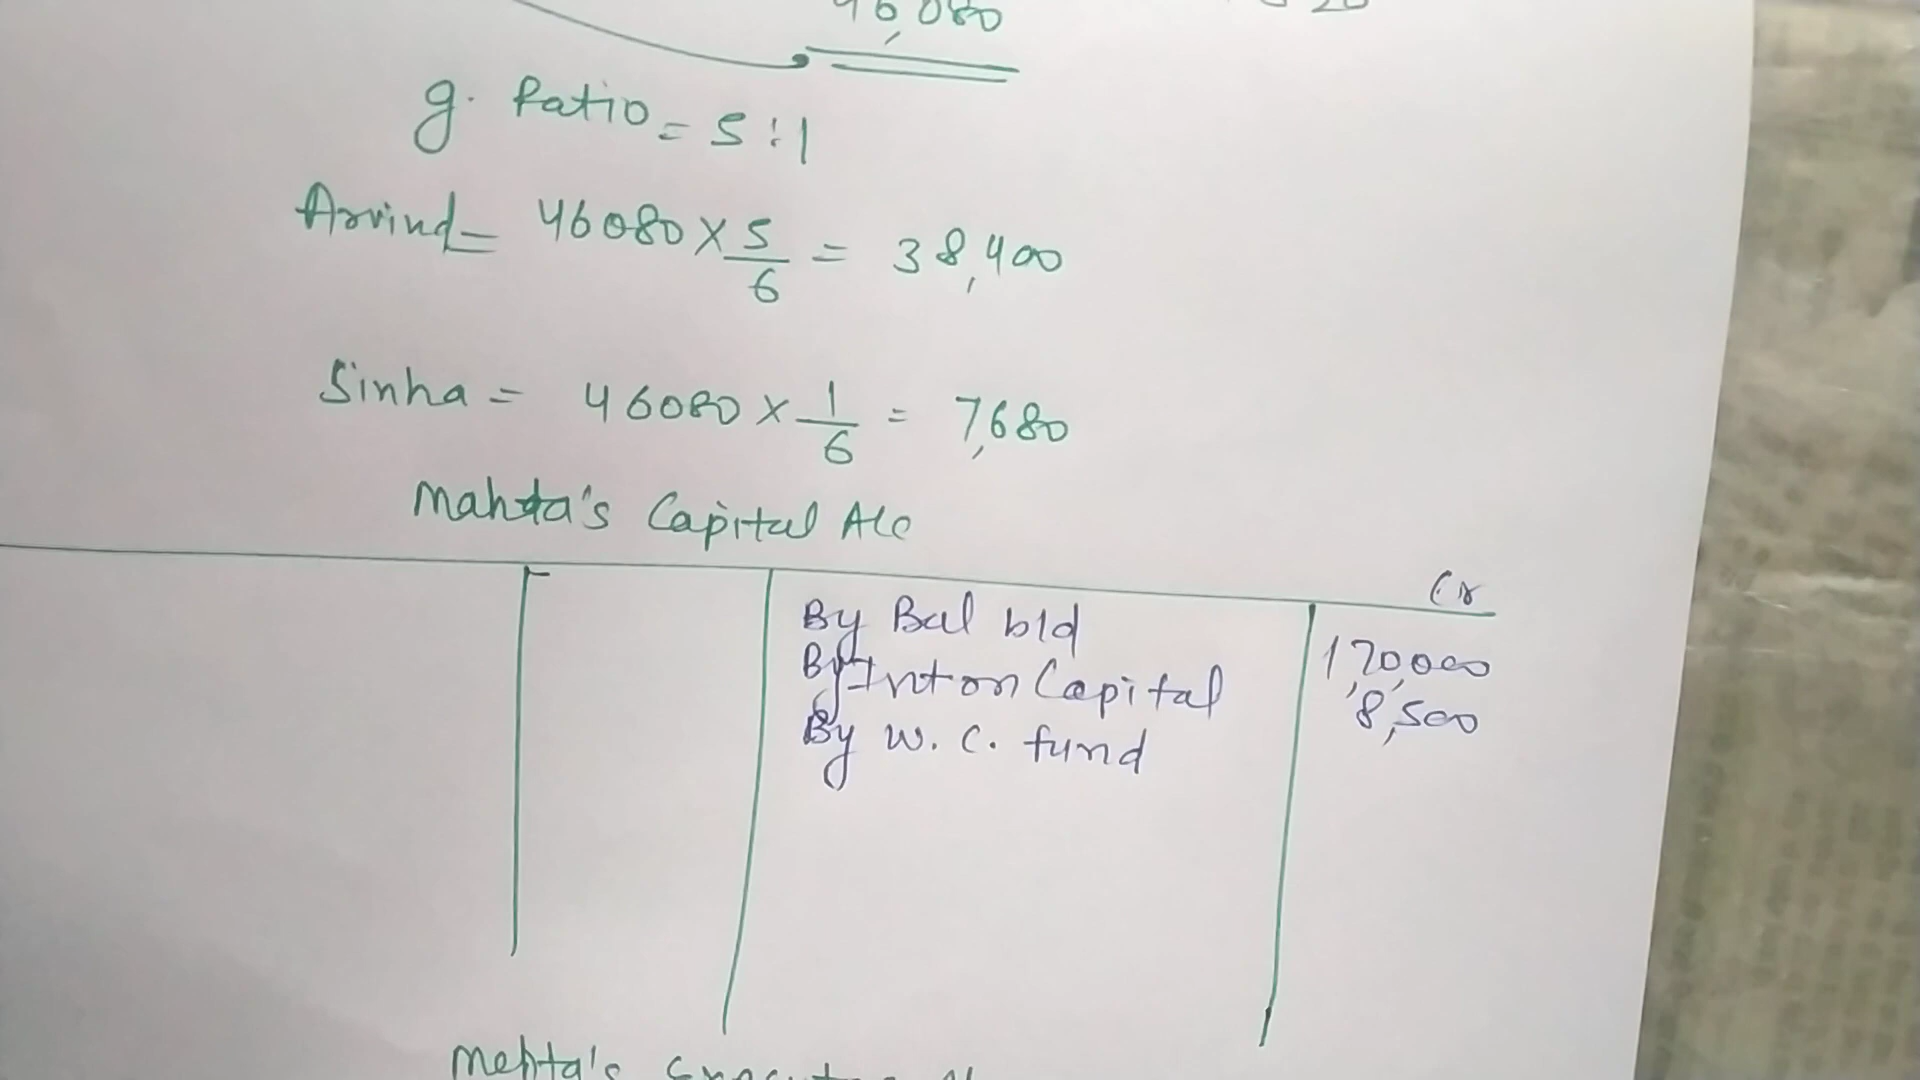 46,080
g. Ratio = 5:1
Arvind = 46080 × 5/6 = 38,400
Sinha = 46080 × 1/6 = 7,680
Mahta's Capital A/c
Cr
By Bal b/d 1,70,000
By Int on Capital 8,500
By W. C. fund
Mehta's